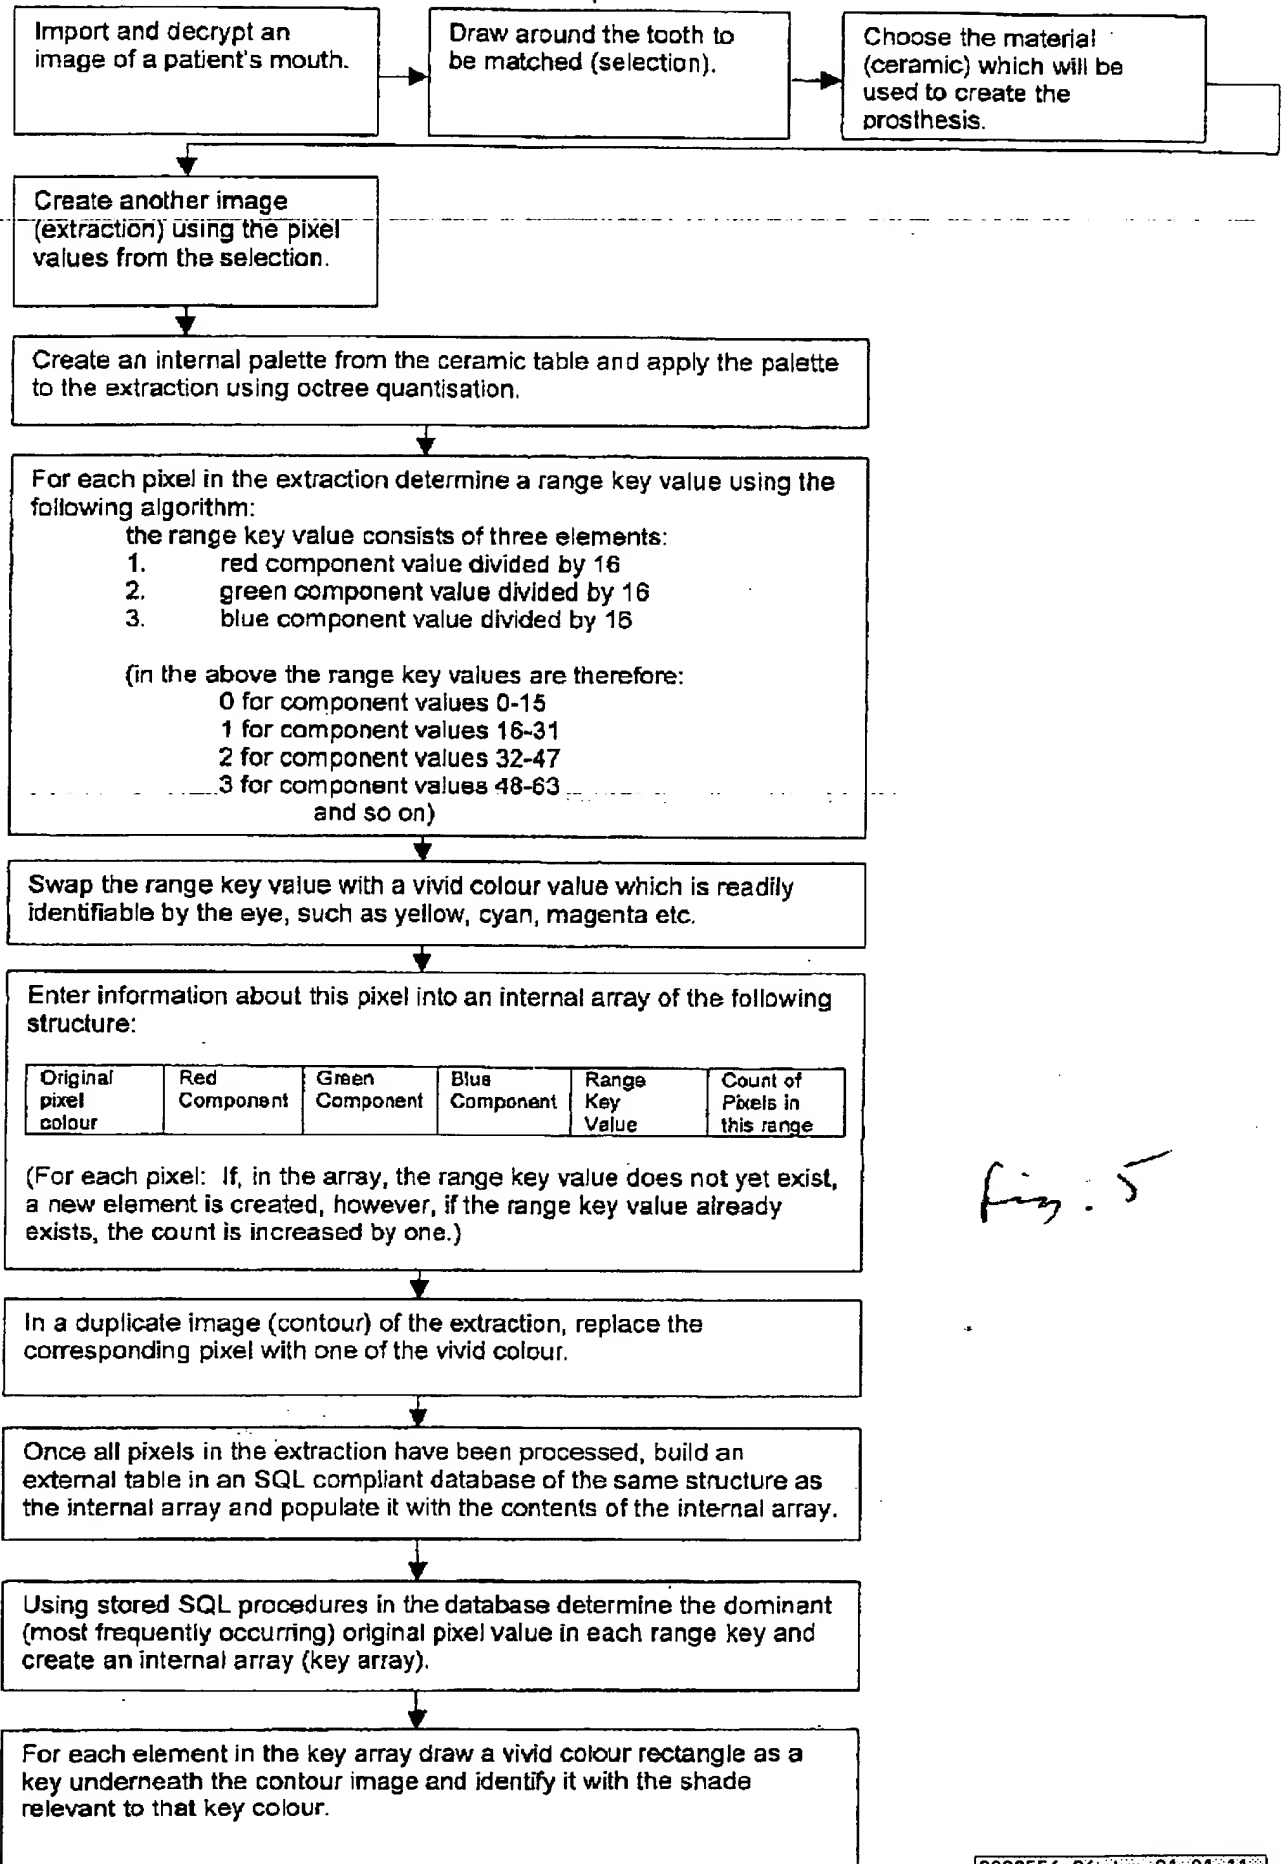 Import and decrypt an
image of a patient's mouth.
Draw around the tooth to
be matched (selection).
Choose the material
(ceramic) which will be
used to create the
prosthesis.
Create another image
(extraction) using the pixel
values from the selection.
Create an internal palette from the ceramic table and apply the palette
to the extraction using octree quantisation.
For each pixel in the extraction determine a range key value using the
following algorithm:
the range key value consists of three elements:
1. red component value divided by 16
2. green component value divided by 16
3. blue component value divided by 16
(in the above the range key values are therefore:
0 for component values 0-15
1 for component values 16-31
2 for component values 32-47
3 for component values 48-63
and so on)
Swap the range key value with a vivid colour value which is readily
identifiable by the eye, such as yellow, cyan, magenta etc.
Enter information about this pixel into an internal array of the following
structure:
Original
pixel
colour
Red
Component
Green
Component
Blue
Component
Range
Key
Value
Count of
Pixels in
this range
(For each pixel: If, in the array, the range key value does not yet exist,
a new element is created, however, if the range key value already
exists, the count is increased by one.)
Fig. 5
In a duplicate image (contour) of the extraction, replace the
corresponding pixel with one of the vivid colour.
Once all pixels in the extraction have been processed, build an
external table in an SQL compliant database of the same structure as
the internal array and populate it with the contents of the internal array.
Using stored SQL procedures in the database determine the dominant
(most frequently occurring) original pixel value in each range key and
create an internal array (key array).
For each element in the key array draw a vivid colour rectangle as a
key underneath the contour image and identify it with the shade
relevant to that key colour.